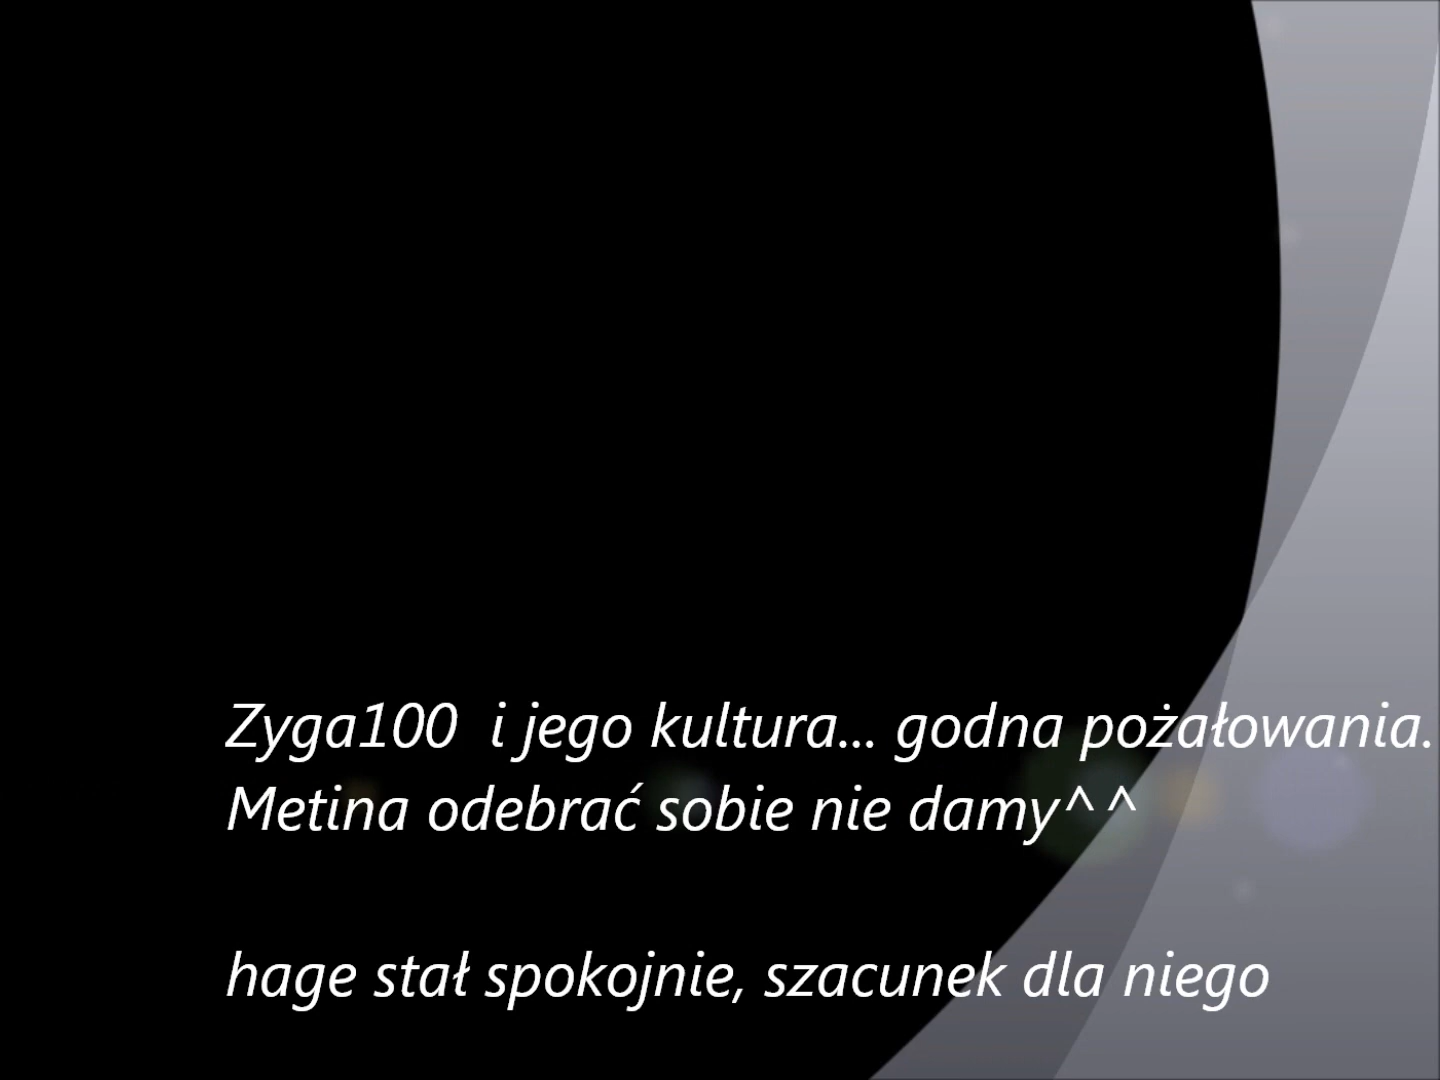 Zyga100  i jego kultura... godna pożałowania.
Metina odebrać sobie nie damy^^
hage stał spokojnie, szacunek dla niego